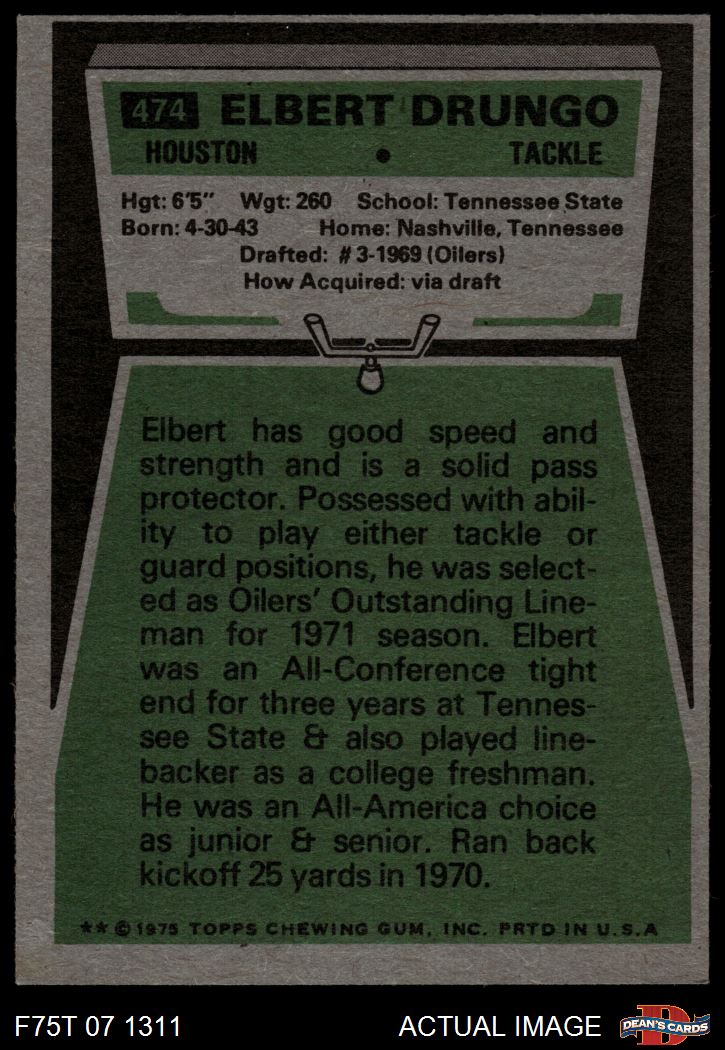 474 ELBERT DRUNGO
HOUSTON • TACKLE
Hgt: 6'5" Wgt: 260 School: Tennessee State
Born: 4-30-43 Home: Nashville, Tennessee
Drafted: #3-1969 (Oilers)
How Acquired: via draft
Elbert has good speed and
strength and is a solid pass
protector. Possessed with abil-
ity to play either tackle or
guard positions, he was select-
ed as Oilers' Outstanding Line-
man for 1971 season. Elbert
was an All-Conference tight
end for three years at Tennes-
see State & also played line-
backer as a college freshman.
He was an All-America choice
as junior & senior. Ran back
kickoff 25 yards in 1970.
** © 1975 TOPPS CHEWING GUM, INC. PRTD IN U.S.A
F75T 07 1311 ACTUAL IMAGE D DEAN'S CARDS